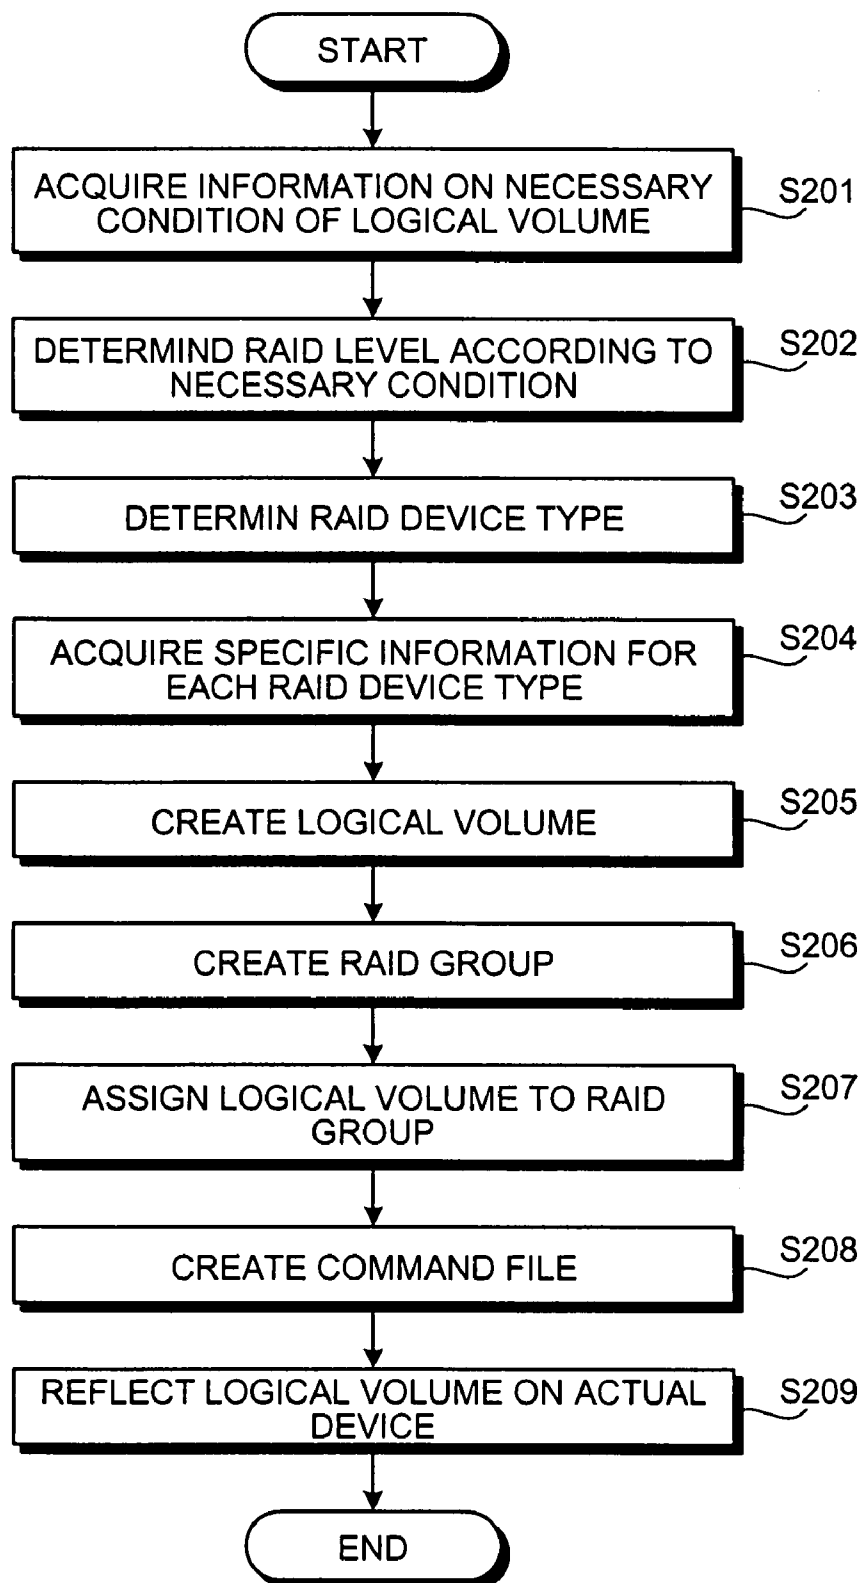 START
ACQUIRE INFORMATION ON NECESSARY
CONDITION OF LOGICAL VOLUME
S201
DETERMIND RAID LEVEL ACCORDING TO
NECESSARY CONDITION
S202
DETERMIN RAID DEVICE TYPE
S203
ACQUIRE SPECIFIC INFORMATION FOR
EACH RAID DEVICE TYPE
S204
CREATE LOGICAL VOLUME
S205
CREATE RAID GROUP
S206
ASSIGN LOGICAL VOLUME TO RAID
GROUP
S207
CREATE COMMAND FILE
S208
REFLECT LOGICAL VOLUME ON ACTUAL
DEVICE
S209
END